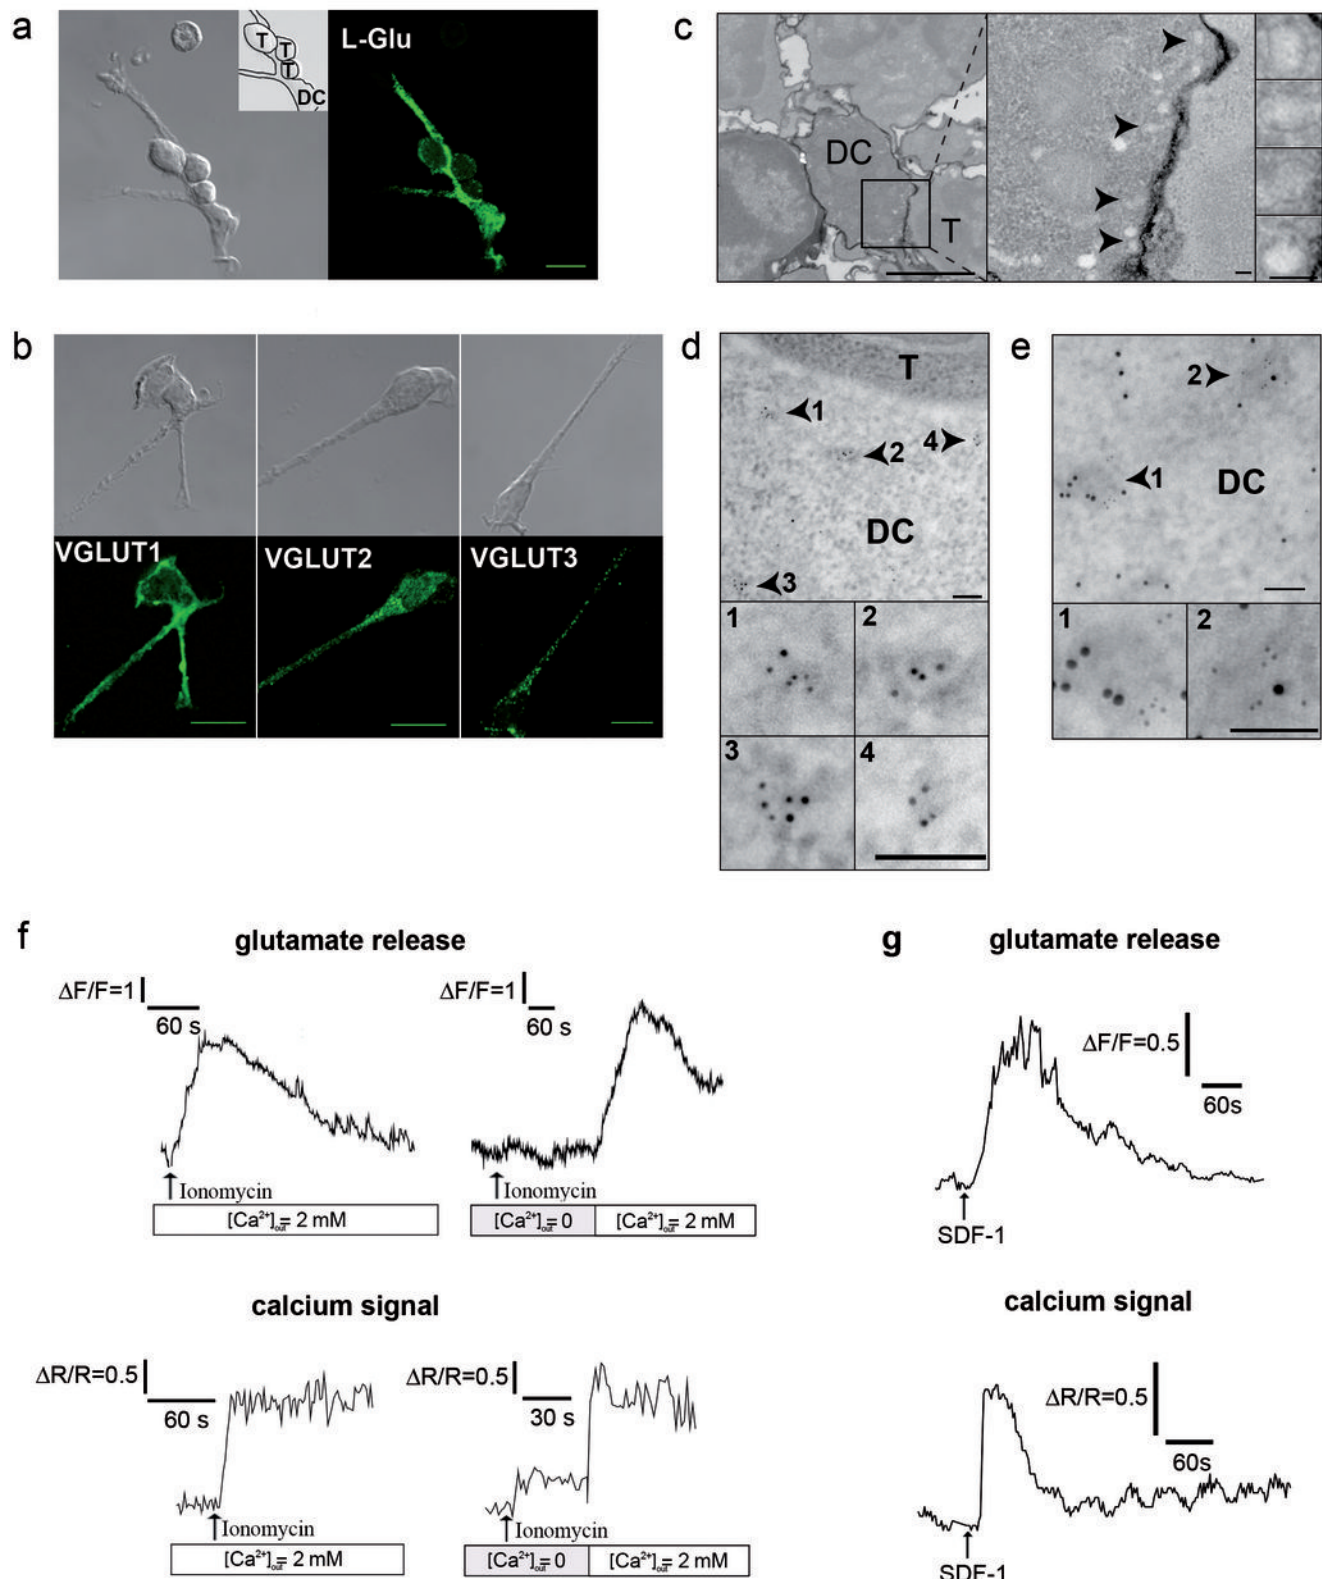 a
T
T
T
DC
L-Glu
b
VGLUT1
VGLUT2
VGLUT3
c
DC
T
d
T
1
2
4
DC
3
1
2
3
4
e
2
1
DC
1
2
f
glutamate release
ΔF/F=1
60 s
Ionomycin
[Ca²⁺]out= 2 mM
ΔF/F=1
60 s
Ionomycin
[Ca²⁺]out= 0
[Ca²⁺]out= 2 mM
calcium signal
ΔR/R=0.5
60 s
Ionomycin
[Ca²⁺]out= 2 mM
ΔR/R=0.5
30 s
Ionomycin
[Ca²⁺]out= 0
[Ca²⁺]out= 2 mM
g
glutamate release
ΔF/F=0.5
60s
SDF-1
calcium signal
ΔR/R=0.5
60s
SDF-1